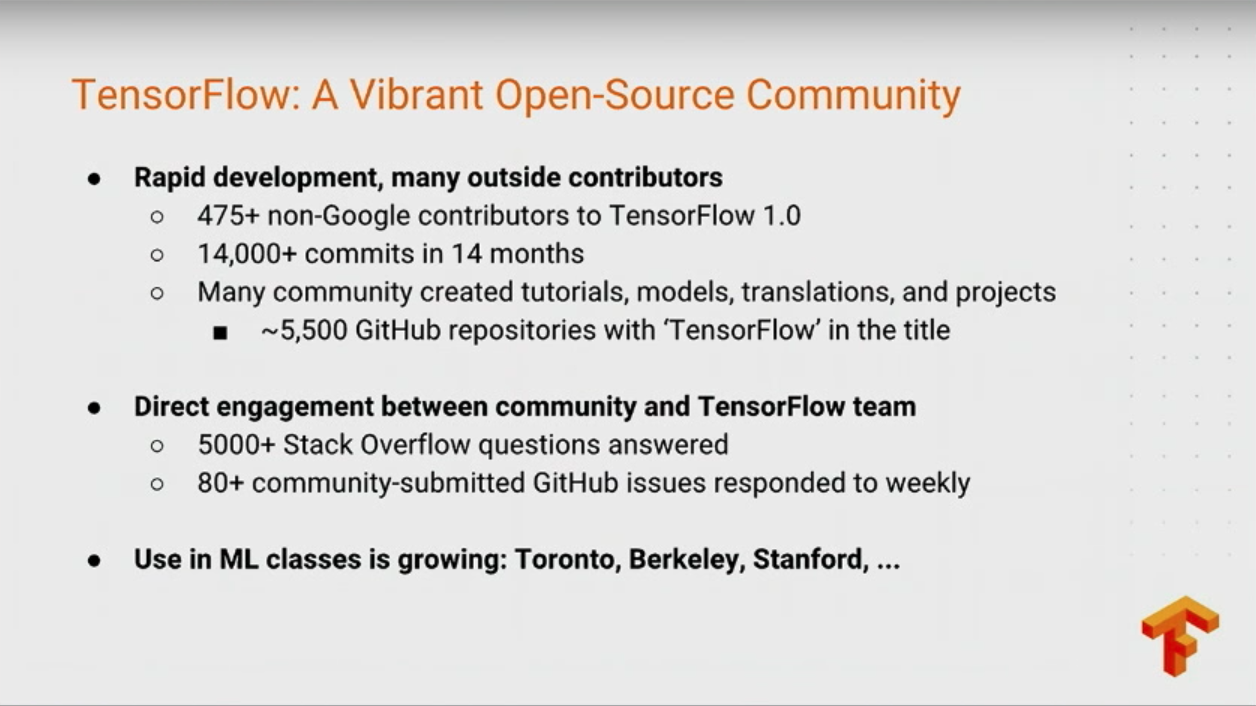 TensorFlow: A Vibrant Open-Source Community
● Rapid development, many outside contributors
○ 475+ non-Google contributors to TensorFlow 1.0
○ 14,000+ commits in 14 months
○ Many community created tutorials, models, translations, and projects
■ ~5,500 GitHub repositories with ‘TensorFlow’ in the title
● Direct engagement between community and TensorFlow team
○ 5000+ Stack Overflow questions answered
○ 80+ community-submitted GitHub issues responded to weekly
● Use in ML classes is growing: Toronto, Berkeley, Stanford, ...